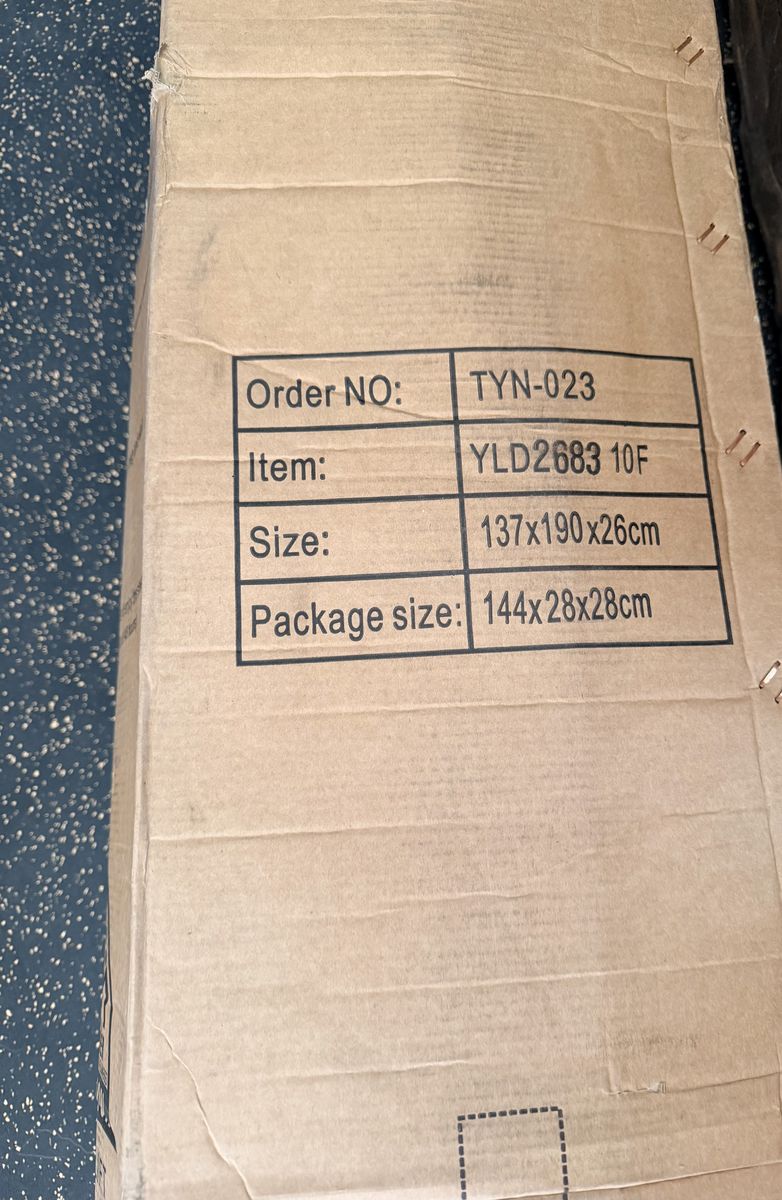 Order NO: TYN-023
Item: YLD2683 10F
Size: 137x190x26cm
Package size: 144x28x28cm